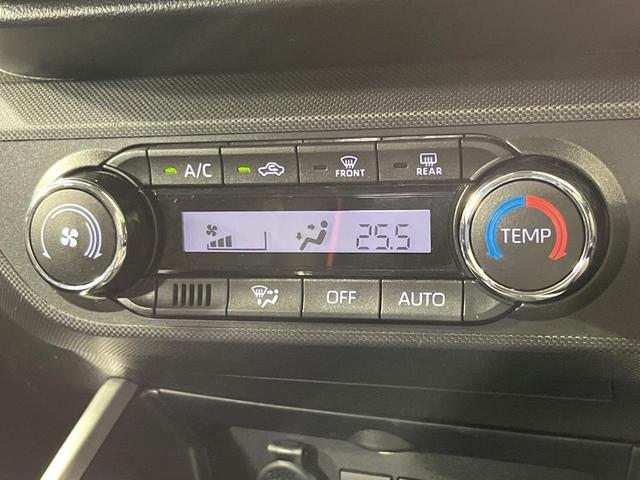 A/C
FRONT
REAR
25.5
TEMP
OFF
AUTO